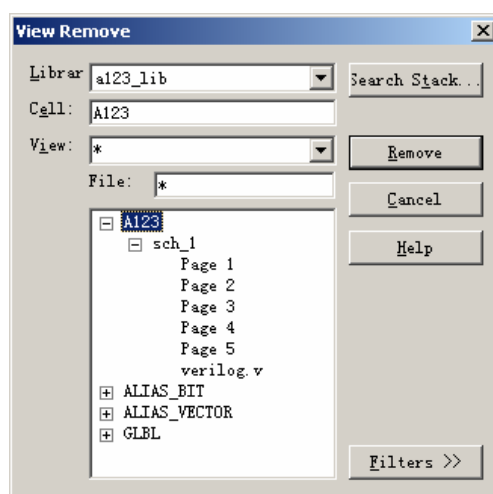 View Remove
Librar a123_lib Search Stack...
Cell: A123
View: * Remove
File: * Cancel
A123 Help
sch_1
Page 1
Page 2
Page 3
Page 4
Page 5
verilog.v
ALIAS_BIT
ALIAS_VECTOR
GLBL
Filters >>